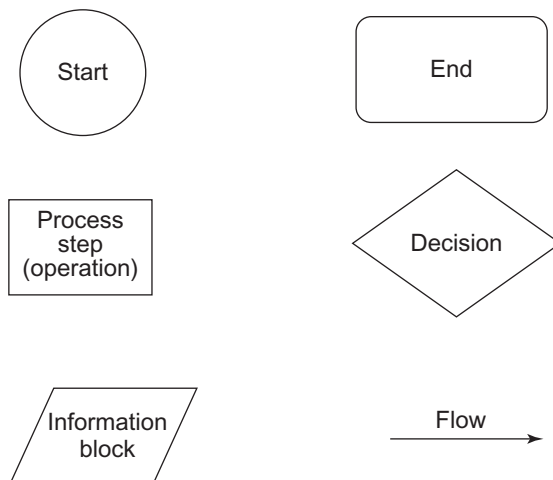 Start
End
Process
step
(operation)
Decision
Information
block
Flow